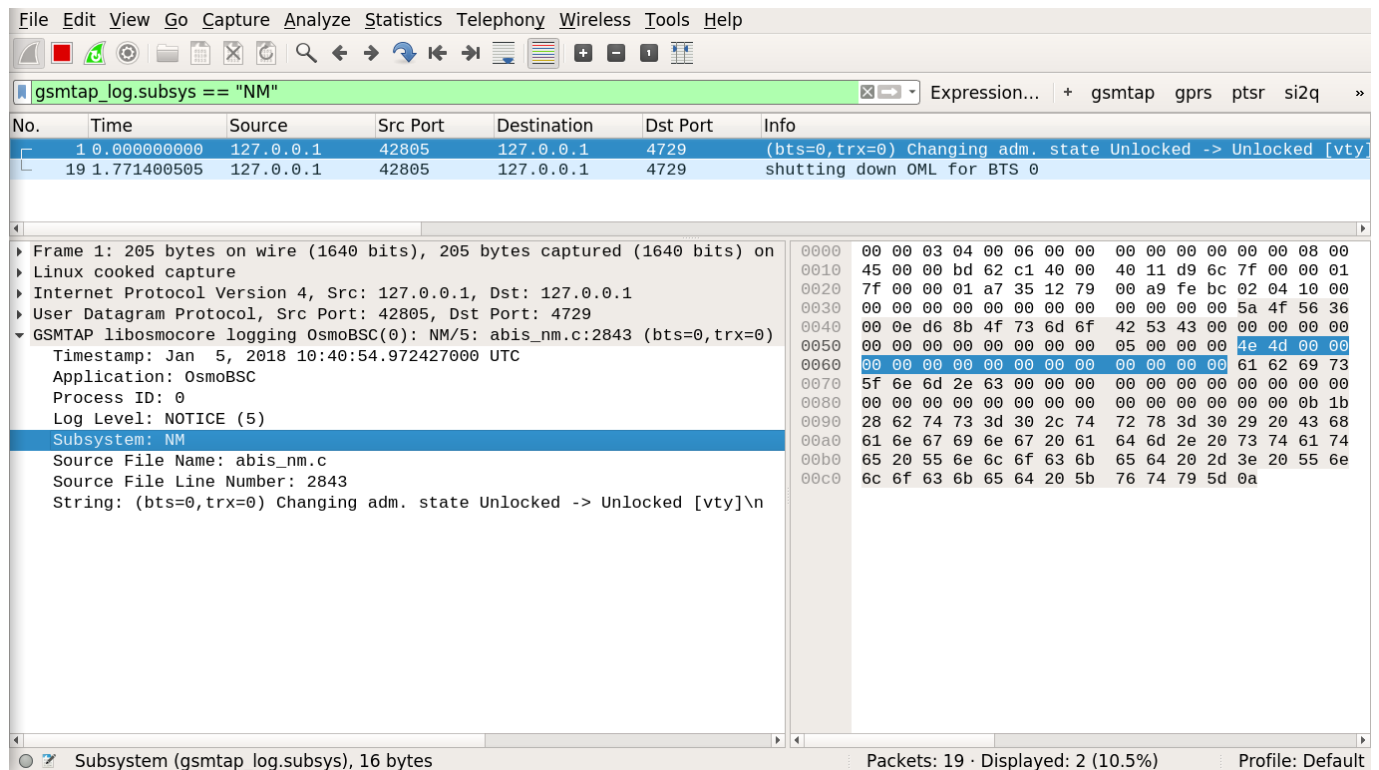 File Edit View Go Capture Analyze Statistics Telephony Wireless Tools Help
gsmtap_log.subsys == "NM" Expression... + gsmtap gprs ptsr si2q »
No. Time Source Src Port Destination Dst Port Info
1 0.000000000 127.0.0.1 42805 127.0.0.1 4729 (bts=0,trx=0) Changing adm. state Unlocked -> Unlocked [vty]
19 1.771400505 127.0.0.1 42805 127.0.0.1 4729 shutting down OML for BTS 0
Frame 1: 205 bytes on wire (1640 bits), 205 bytes captured (1640 bits) on
Linux cooked capture
Internet Protocol Version 4, Src: 127.0.0.1, Dst: 127.0.0.1
User Datagram Protocol, Src Port: 42805, Dst Port: 4729
GSMTAP libosmocore logging OsmoBSC(0): NM/5: abis_nm.c:2843 (bts=0,trx=0)
Timestamp: Jan  5, 2018 10:40:54.972427000 UTC
Application: OsmoBSC
Process ID: 0
Log Level: NOTICE (5)
Subsystem: NM
Source File Name: abis_nm.c
Source File Line Number: 2843
String: (bts=0,trx=0) Changing adm. state Unlocked -> Unlocked [vty]\n
0000 00 00 03 04 00 06 00 00 00 00 00 00 00 00 08 00
0010 45 00 00 bd 62 c1 40 00 40 11 d9 6c 7f 00 00 01
0020 7f 00 00 01 a7 35 12 79 00 a9 fe bc 02 04 10 00
0030 00 00 00 00 00 00 00 00 00 00 00 00 5a 4f 56 36
0040 00 0e d6 8b 4f 73 6d 6f 42 53 43 00 00 00 00 00
0050 00 00 00 00 00 00 00 00 05 00 00 00 4e 4d 00 00
0060 00 00 00 00 00 00 00 00 00 00 00 00 61 62 69 73
0070 5f 6e 6d 2e 63 00 00 00 00 00 00 00 00 00 00 00
0080 00 00 00 00 00 00 00 00 00 00 00 00 00 00 0b 1b
0090 28 62 74 73 3d 30 2c 74 72 78 3d 30 29 20 43 68
00a0 61 6e 67 69 6e 67 20 61 64 6d 2e 20 73 74 61 74
00b0 65 20 55 6e 6c 6f 63 6b 65 64 20 2d 3e 20 55 6e
00c0 6c 6f 63 6b 65 64 20 5b 76 74 79 5d 0a
Subsystem (gsmtap_log.subsys), 16 bytes Packets: 19 · Displayed: 2 (10.5%) Profile: Default